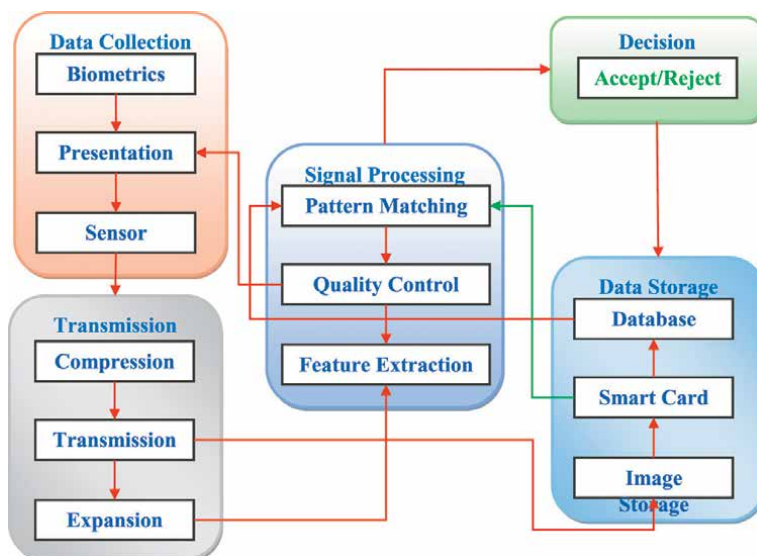 Data Collection
Biometrics
Presentation
Sensor
Transmission
Compression
Transmission
Expansion
Signal Processing
Pattern Matching
Quality Control
Feature Extraction
Decision
Accept/Reject
Data Storage
Database
Smart Card
Image
Storage